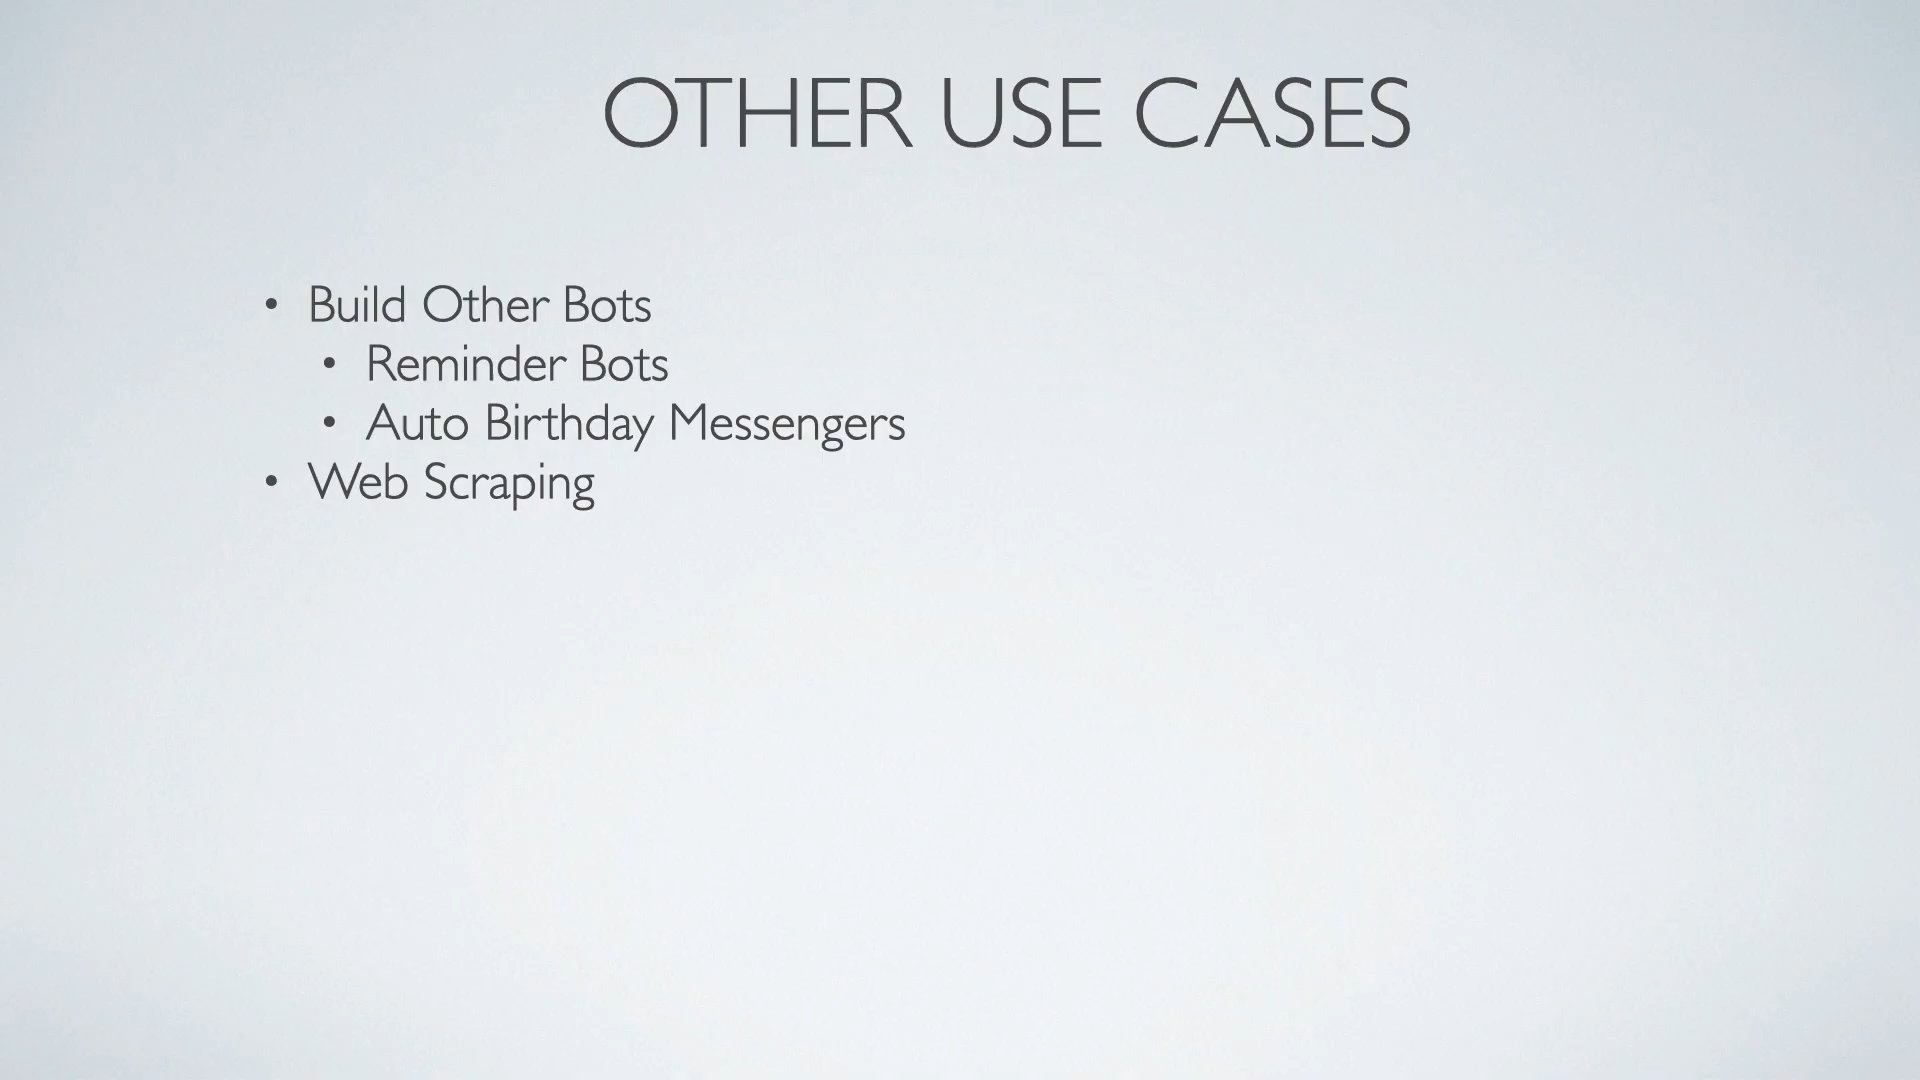 OTHER USE CASES
• Build Other Bots
• Reminder Bots
• Auto Birthday Messengers
• Web Scraping